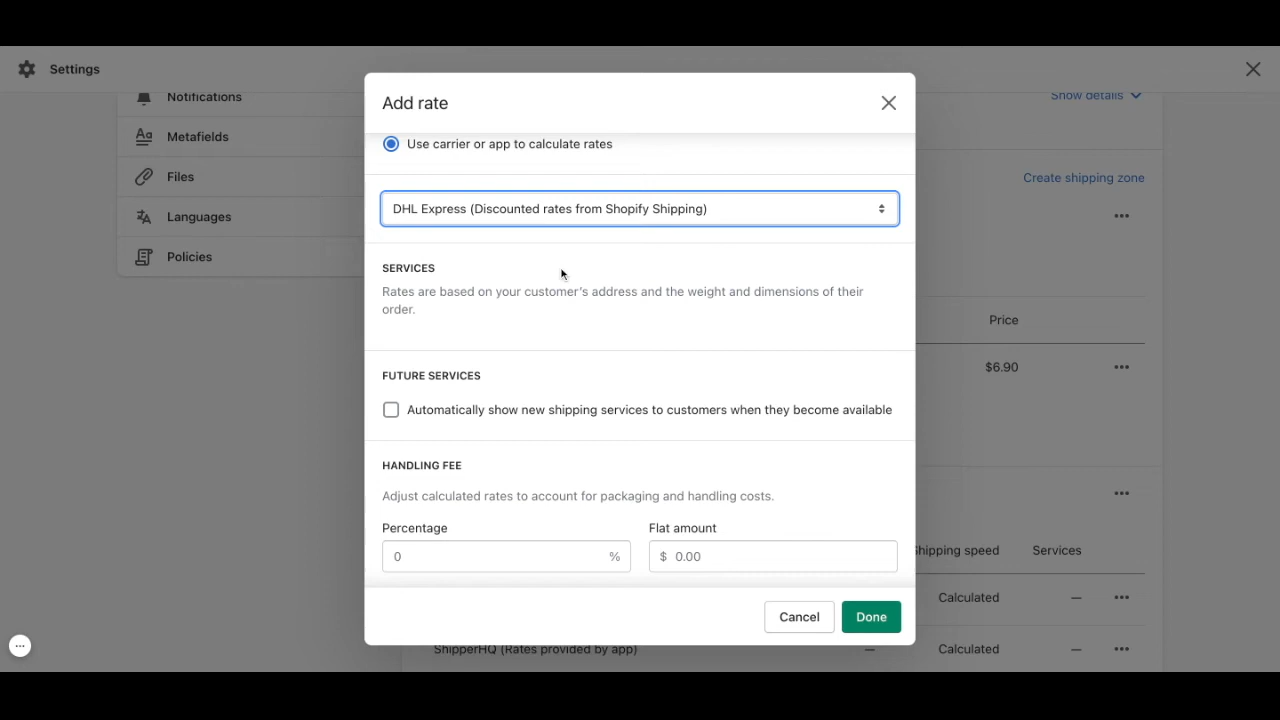 Settings
Notifications
Metafields
Files
Languages
Policies
Show details
Create shipping zone
Price
$6.90
Shipping speed Services
Calculated —
ShipperHQ (Rates provided by app) — Calculated —
Add rate
Use carrier or app to calculate rates
DHL Express (Discounted rates from Shopify Shipping)
SERVICES
Rates are based on your customer's address and the weight and dimensions of their
order.
FUTURE SERVICES
Automatically show new shipping services to customers when they become available
HANDLING FEE
Adjust calculated rates to account for packaging and handling costs.
Percentage Flat amount
0 % $ 0.00
Cancel Done